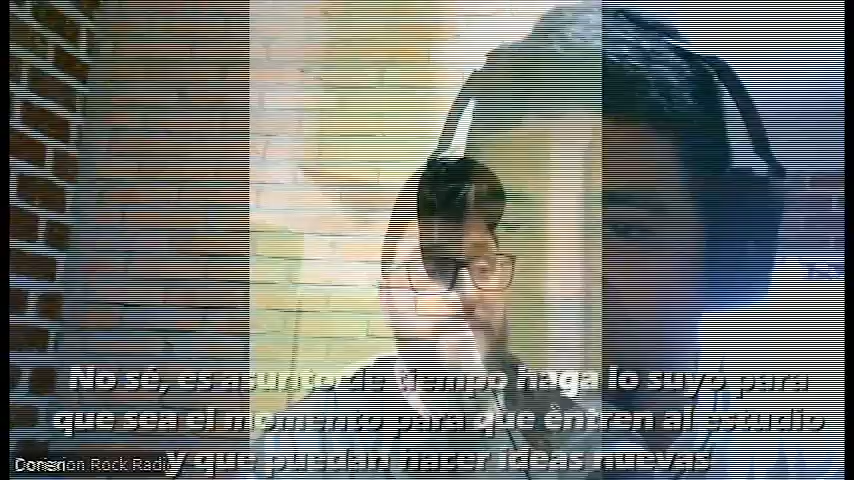 No sé, es asunto de tiempo haga lo suyo para
que sea el momento para que entren al estudio
y que puedan hacer ideas nuevas
Rock Radio